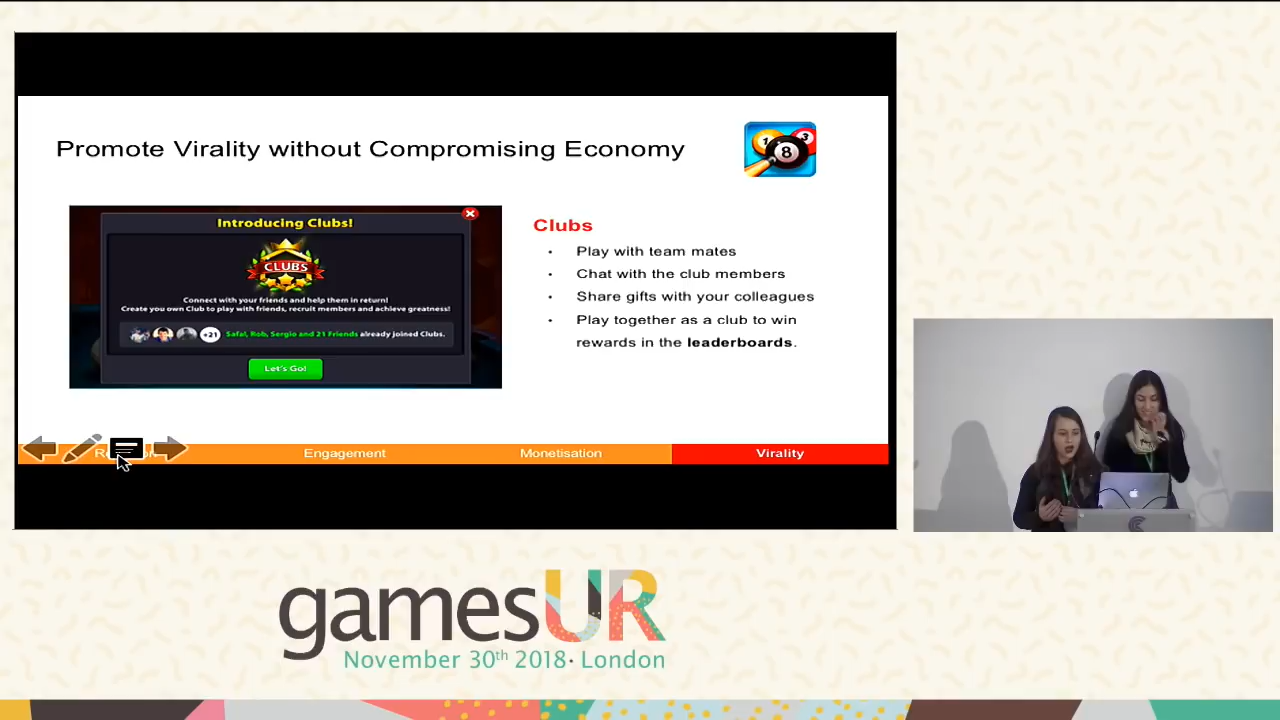 Promote Virality without Compromising Economy
1
3
8
Introducing Clubs!
CLUBS
Connect with your friends and help them in return!
Create you own Club to play with friends, recruit members and achieve greatness!
+21
Safal, Rob, Sergio and 21 Friends already joined Clubs.
Let's Go!
Clubs
• Play with team mates
• Chat with the club members
• Share gifts with your colleagues
• Play together as a club to win
rewards in the leaderboards.
Engagement
Monetisation
Virality
gamesUR
November 30th 2018 · London